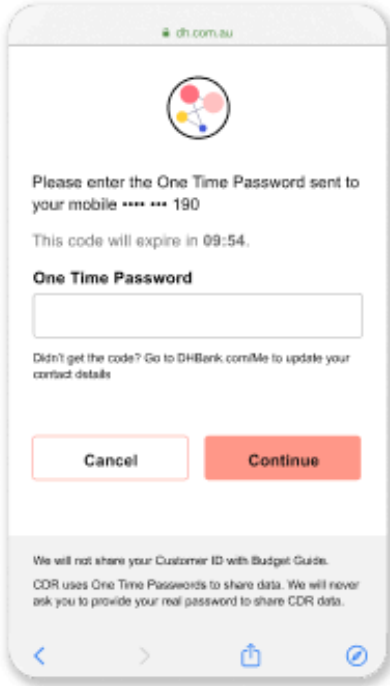 dh.com.au
Please enter the One Time Password sent to
your mobile •••• ••• 190
This code will expire in 09:54.
One Time Password
Didn't get the code? Go to DHBank.com/Me to update your
contact details
Cancel
Continue
We will not share your Customer ID with Budget Guide.
CDR uses One Time Passwords to share data. We will never
ask you to provide your real password to share CDR data.